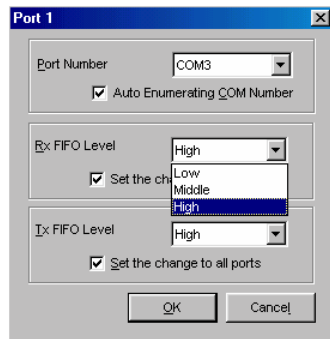 Port 1
Port Number
COM3
Auto Enumerating COM Number
Rx FIFO Level
High
Set the ch
Low
Middle
High
Tx FIFO Level
High
Set the change to all ports
OK
Cancel